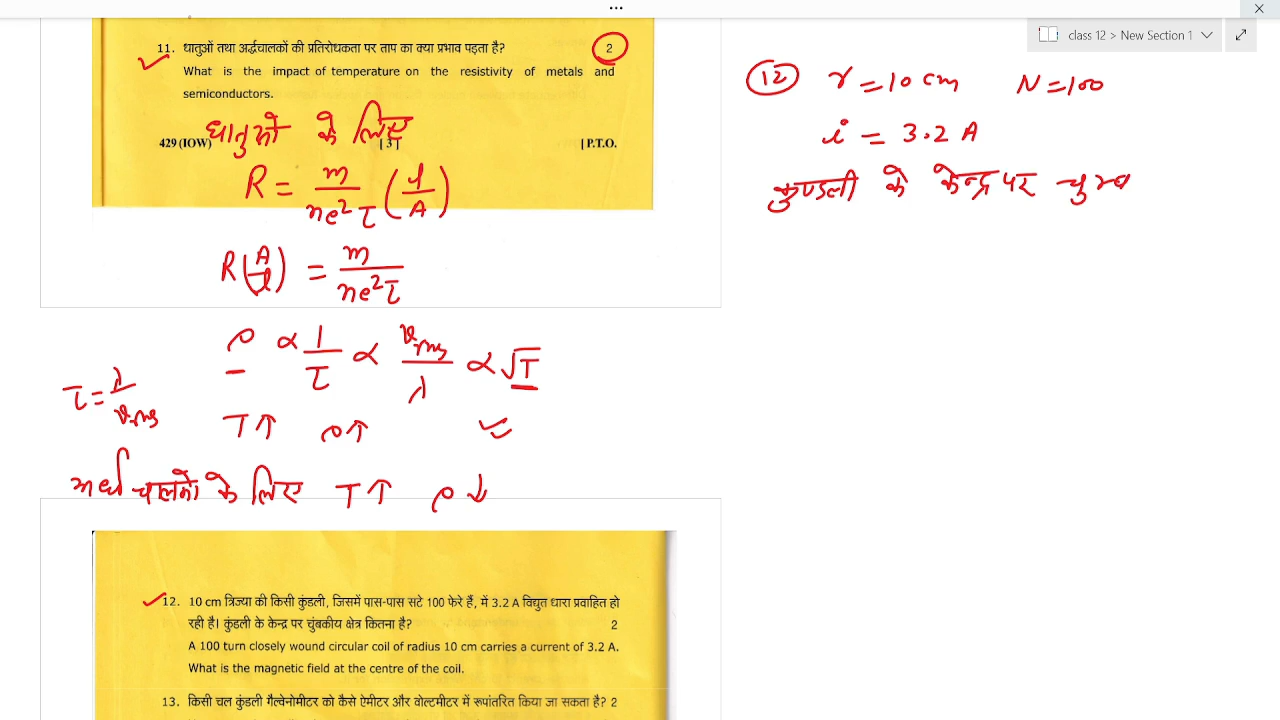 class 12 > New Section 1
11. धातुओं तथा अर्द्धचालकों की प्रतिरोधकता पर ताप का क्या प्रभाव पड़ता है? 2
What is the impact of temperature on the resistivity of metals and
semiconductors.
429 (IOW) [ 3 ] [ P.T.O.
धातुओं के लिए
R = m/ne²τ (l/A)
R(A/l) = m/ne²τ
ρ ∝ 1/τ ∝ vrms/λ ∝ √T
τ = λ/vrms
T↑ ρ↑
अर्ध चालकों के लिए T↑ ρ↓
12. 10 cm त्रिज्या की किसी कुंडली, जिसमें पास-पास सटे 100 फेरे हैं, में 3.2 A विद्युत धारा प्रवाहित हो
रही है। कुंडली के केन्द्र पर चुंबकीय क्षेत्र कितना है? 2
A 100 turn closely wound circular coil of radius 10 cm carries a current of 3.2 A.
What is the magnetic field at the centre of the coil.
13. किसी चल कुंडली गैल्वेनोमीटर को कैसे ऐमीटर और वोल्टमीटर में रूपांतरित किया जा सकता है? 2
12 r = 10 cm N = 100
i = 3.2 A
कुण्डली के केन्द्र पर चुम्ब